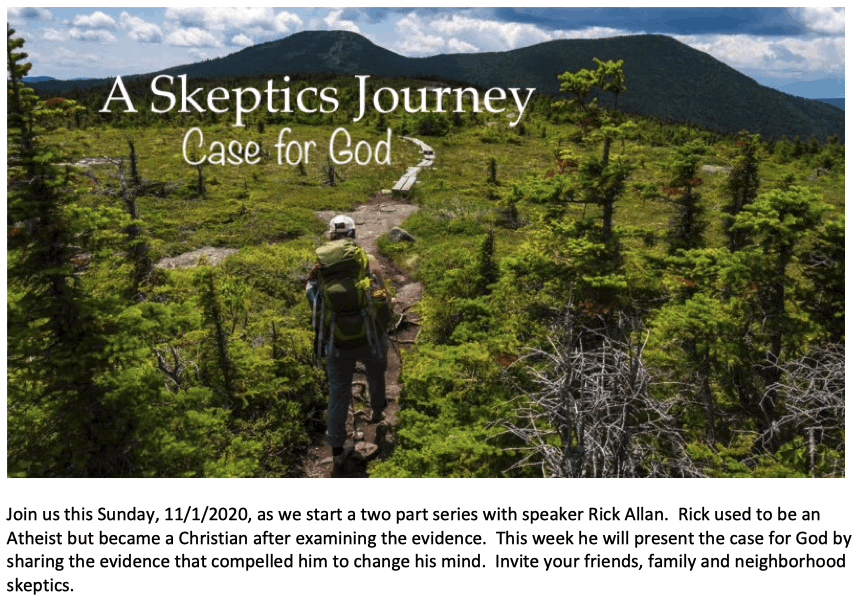 A Skeptics Journey
Case for God
Join us this Sunday, 11/1/2020, as we start a two part series with speaker Rick Allan.  Rick used to be an
Atheist but became a Christian after examining the evidence.  This week he will present the case for God by
sharing the evidence that compelled him to change his mind.  Invite your friends, family and neighborhood
skeptics.